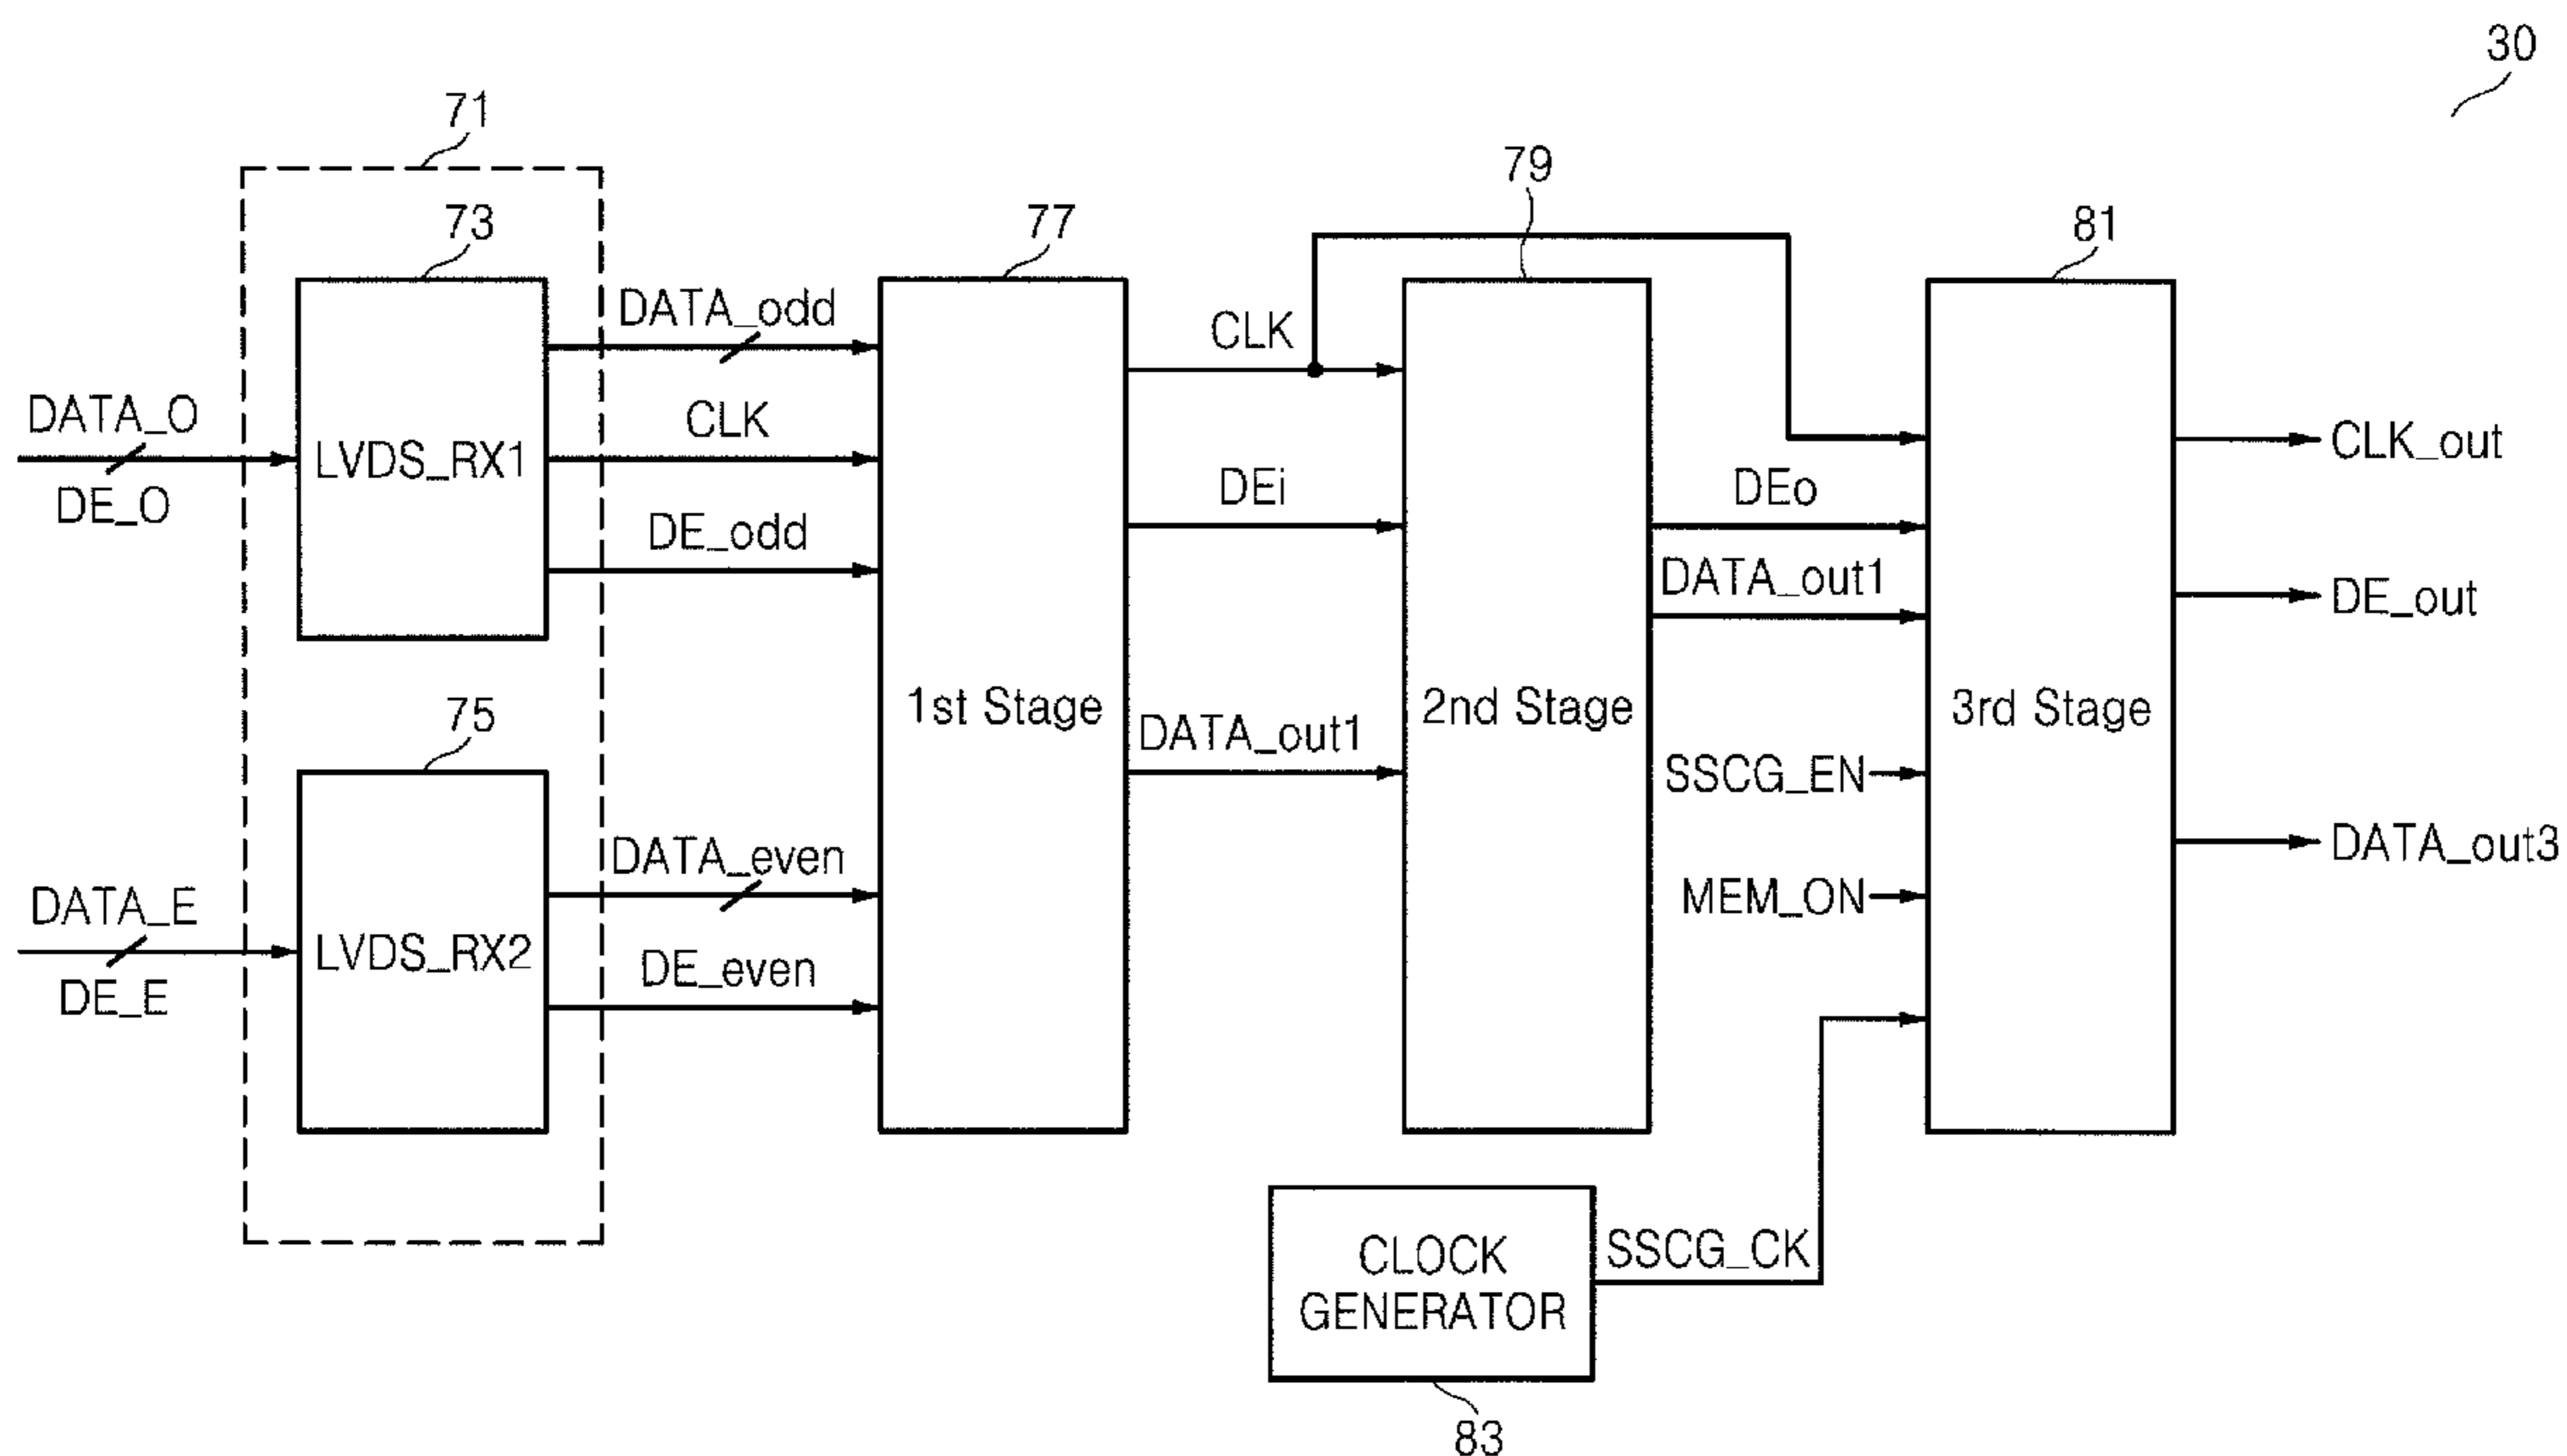 30
71
79
73
77
81
DATA_odd
CLK
DATA_O
CLK
CLK_out
LVDS_RX1
DE_O
DEi
DEo
DE_odd
DATA_out1
DE_out
75
1st Stage
2nd Stage
3rd Stage
DATA_out1
SSCG_EN
DATA_even
DATA_out3
DATA_E
MEM_ON
LVDS_RX2
DE_E
DE_even
CLOCK
GENERATOR
SSCG_CK
83